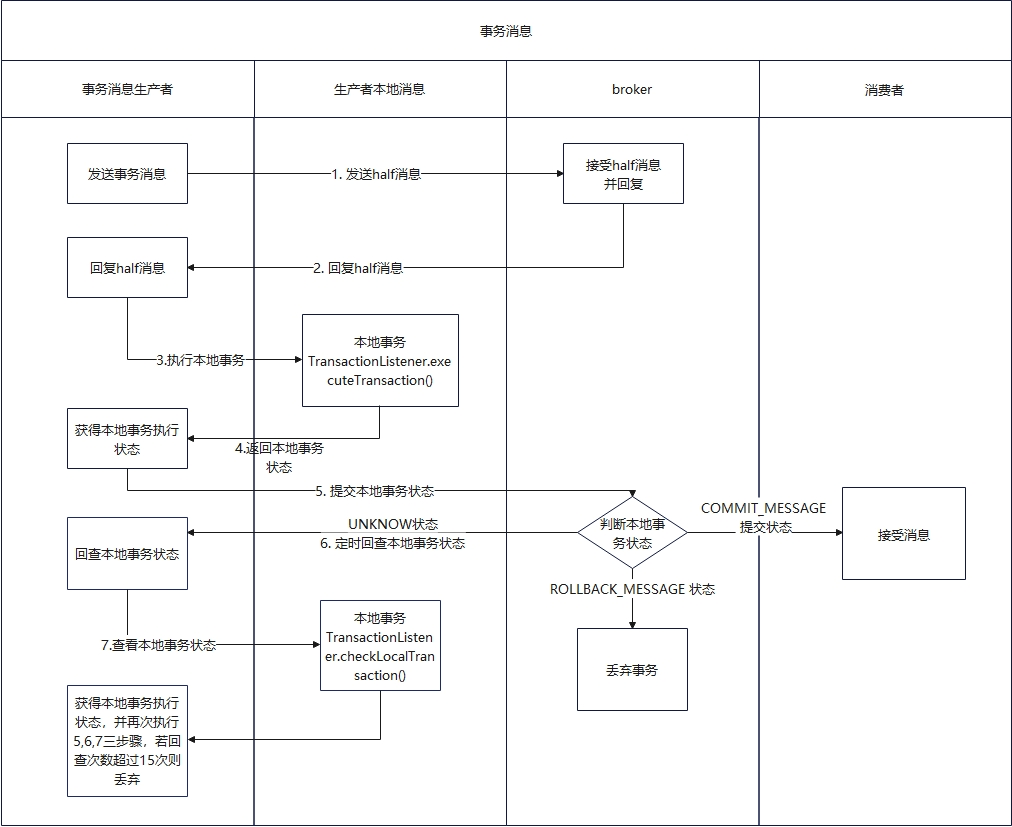 事务消息
事务消息生产者
生产者本地消息
broker
消费者
发送事务消息
1. 发送half消息
接受half消息
并回复
回复half消息
2. 回复half消息
3.执行本地事务
本地事务
TransactionListener.exe
cuteTransaction()
获得本地事务执行
状态
4.返回本地事务
状态
5. 提交本地事务状态
UNKNOW状态
6. 定时回查本地事务状态
判断本地事
务状态
COMMIT_MESSAGE
提交状态
接受消息
回查本地事务状态
ROLLBACK_MESSAGE 状态
丢弃事务
7.查看本地事务状态
本地事务
TransactionListen
er.checkLocalTran
saction()
获得本地事务执行
状态，并再次执行
5,6,7三步骤，若回
查次数超过15次则
丢弃